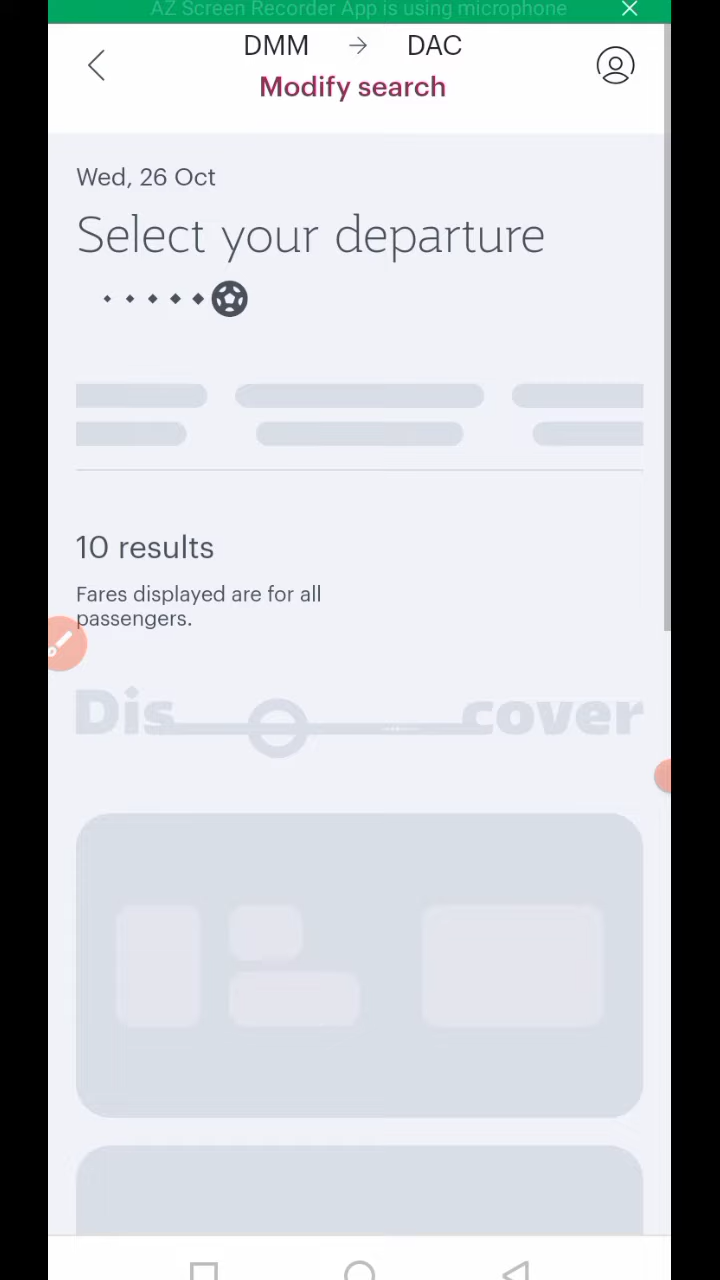 AZ Screen Recorder App is using microphone
DMM → DAC
Modify search
Wed, 26 Oct
Select your departure
10 results
Fares displayed are for all
passengers.
Dis cover